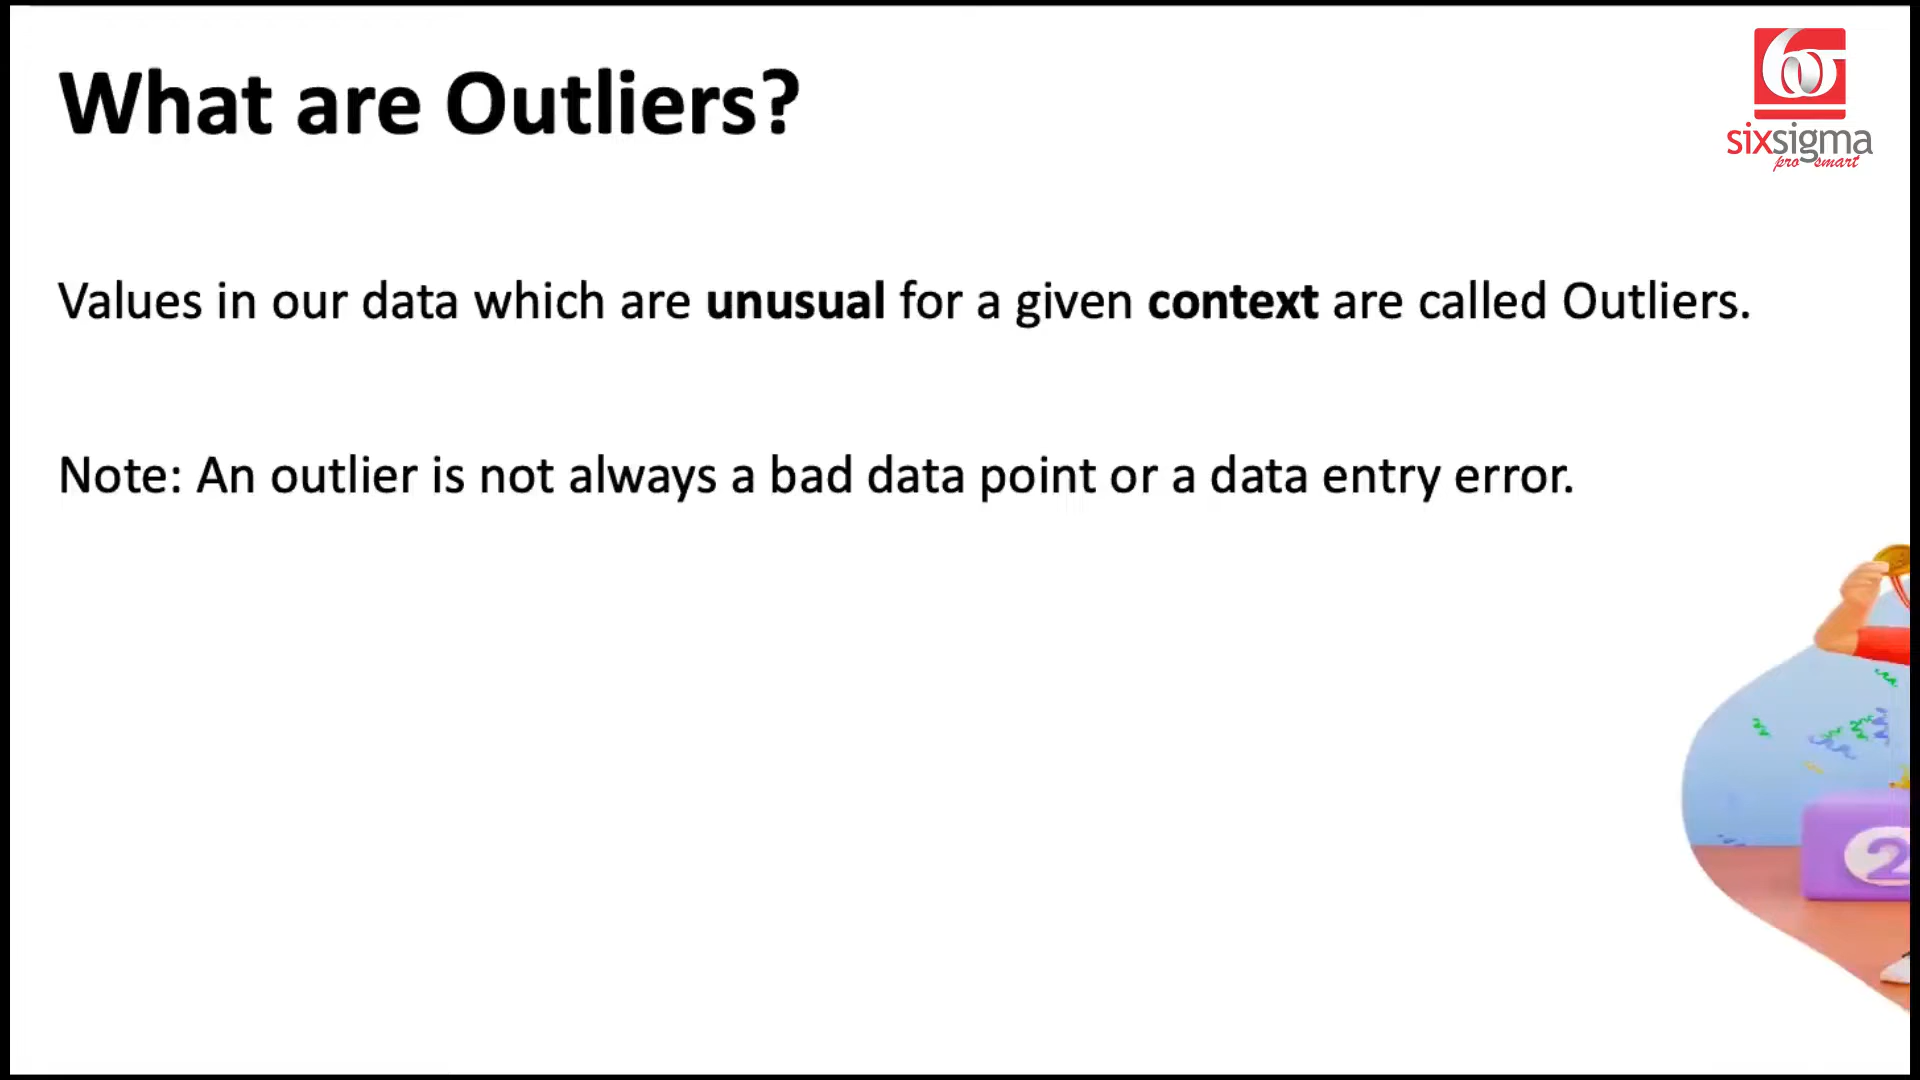 What are Outliers?
sixsigma
pro smart
Values in our data which are unusual for a given context are called Outliers.
Note: An outlier is not always a bad data point or a data entry error.
2